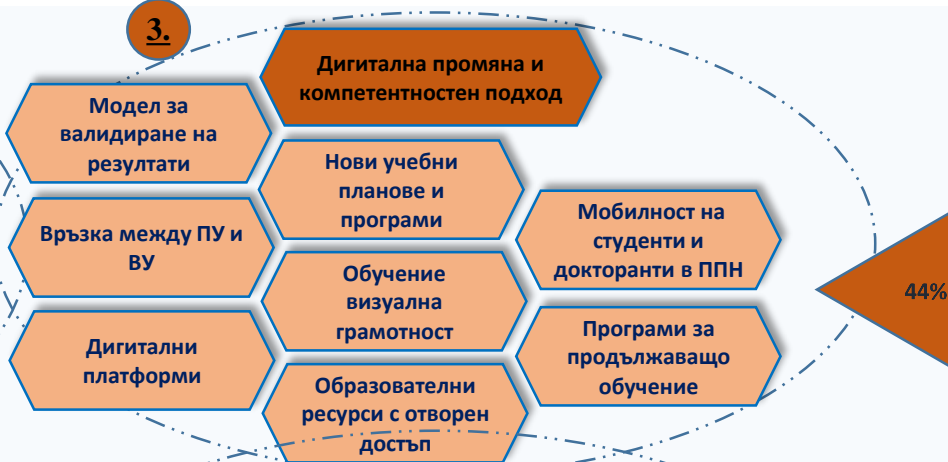 3.
Дигитална промяна и
компетентностен подход
Модел за
валидиране на
резултати
Нови учебни
планове и
програми
Мобилност на
студенти и
докторанти в ППН
Връзка между ПУ и
ВУ
Обучение
визуална
грамотност
44%
Дигитални
платформи
Програми за
продължаващо
обучение
Образователни
ресурси с отворен
достъп